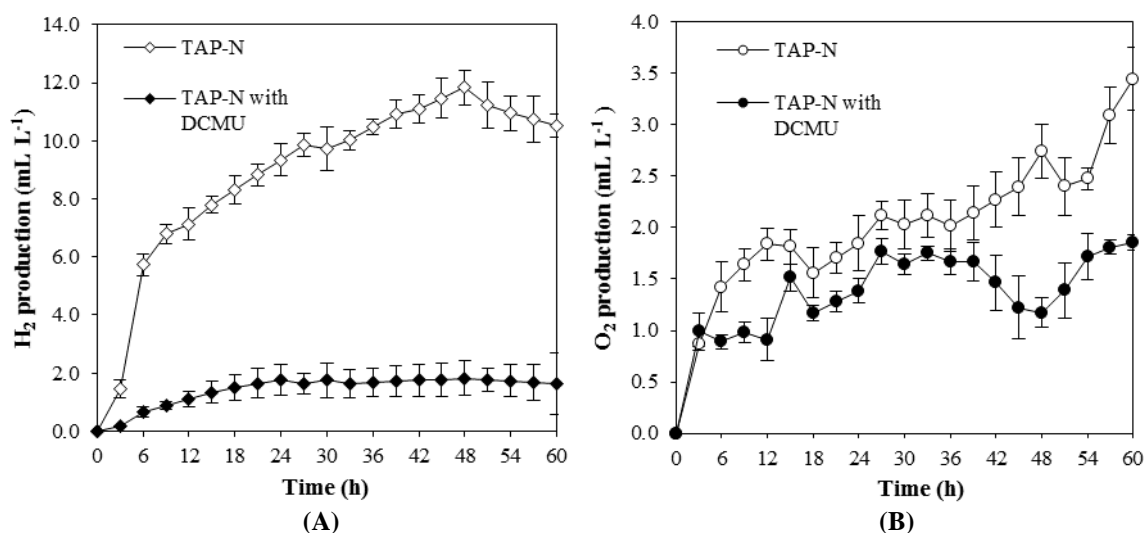 14.0
12.0
10.0
8.0
6.0
4.0
2.0
0.0
H₂ production (mL L⁻¹)
TAP-N
TAP-N with
DCMU
0 6 12 18 24 30 36 42 48 54 60
Time (h)
(A)
4.0
3.5
3.0
2.5
2.0
1.5
1.0
0.5
0.0
O₂ production (mL L⁻¹)
TAP-N
TAP-N with
DCMU
0 6 12 18 24 30 36 42 48 54 60
Time (h)
(B)